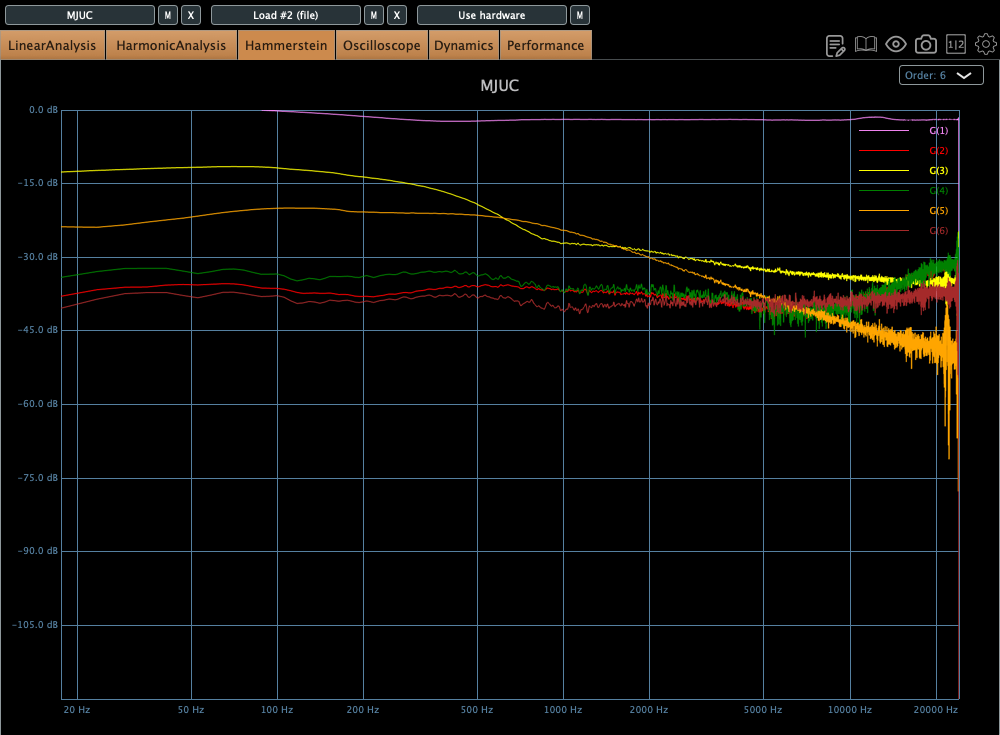 MJUC M X Load #2 (file) M X Use hardware M
LinearAnalysis HarmonicAnalysis Hammerstein Oscilloscope Dynamics Performance
1|2
Order: 6
MJUC
0.0 dB
-15.0 dB
-30.0 dB
-45.0 dB
-60.0 dB
-75.0 dB
-90.0 dB
-105.0 dB
G(1)
G(2)
G(3)
G(4)
G(5)
G(6)
20 Hz 50 Hz 100 Hz 200 Hz 500 Hz 1000 Hz 2000 Hz 5000 Hz 10000 Hz 20000 Hz